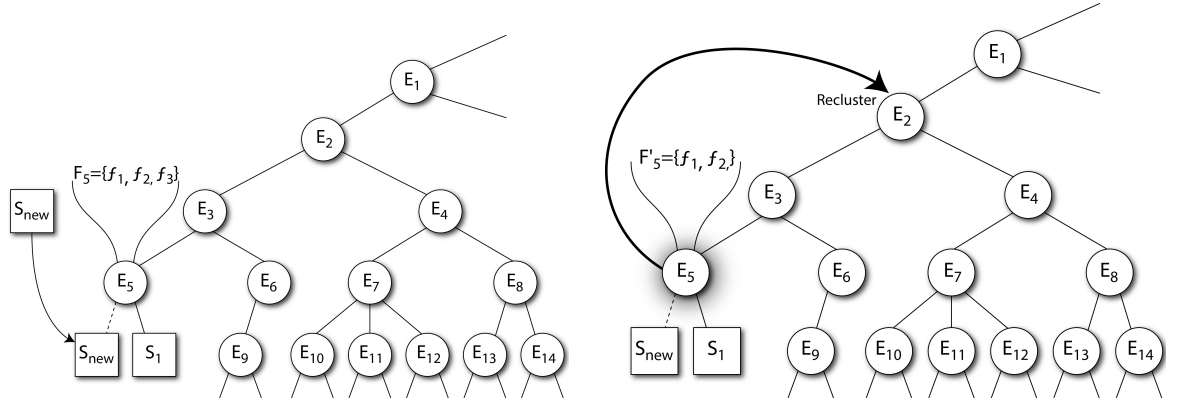 E1
E2
F5={f1, f2, f3}
Snew
E3
E4
E5
E6
E7
E8
Snew
S1
E9
E10
E11
E12
E13
E14
E1
Recluster
E2
F'5={f1, f2,}
E3
E4
E5
E6
E7
E8
Snew
S1
E9
E10
E11
E12
E13
E14